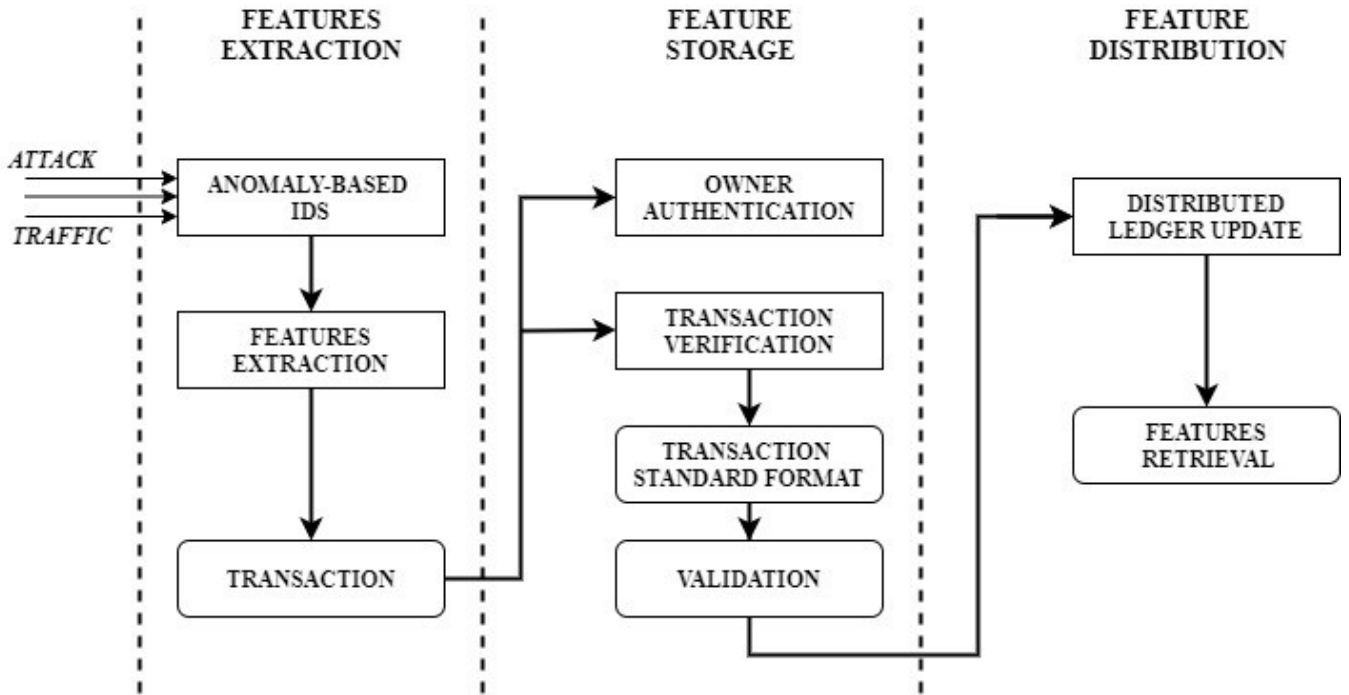 FEATURES
EXTRACTION
FEATURE
STORAGE
FEATURE
DISTRIBUTION
ATTACK
TRAFFIC
ANOMALY-BASED
IDS
FEATURES
EXTRACTION
TRANSACTION
OWNER
AUTHENTICATION
TRANSACTION
VERIFICATION
TRANSACTION
STANDARD FORMAT
VALIDATION
DISTRIBUTED
LEDGER UPDATE
FEATURES
RETRIEVAL